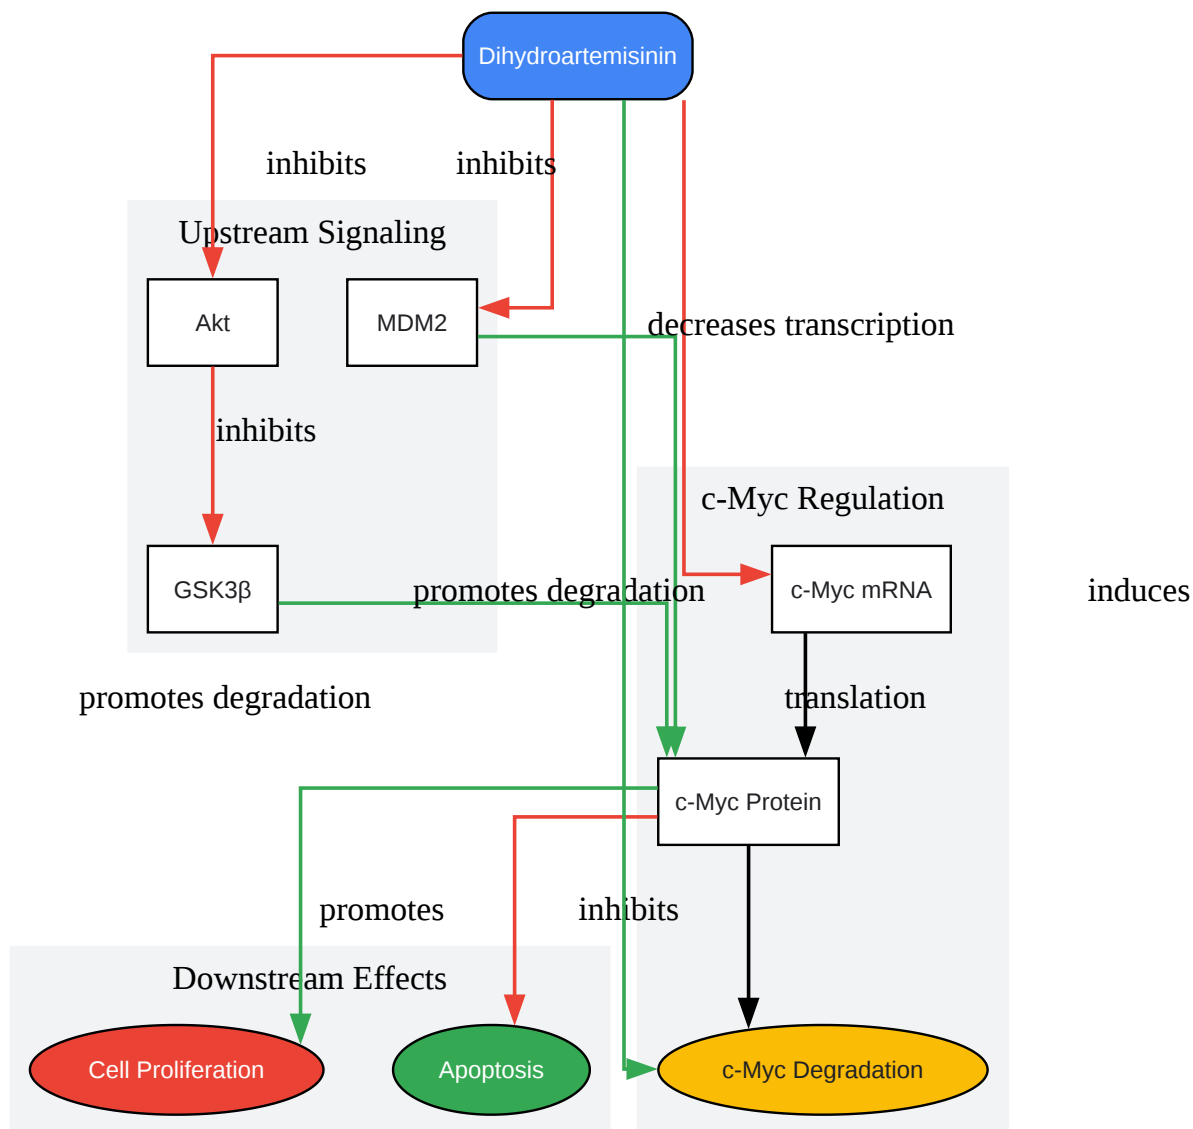 Dihydroartemisinin
inhibits
inhibits
Upstream Signaling
Akt
MDM2
decreases transcription
inhibits
c-Myc Regulation
GSK3β
promotes degradation
c-Myc mRNA
induces
promotes degradation
translation
c-Myc Protein
promotes
inhibits
Downstream Effects
Cell Proliferation
Apoptosis
c-Myc Degradation